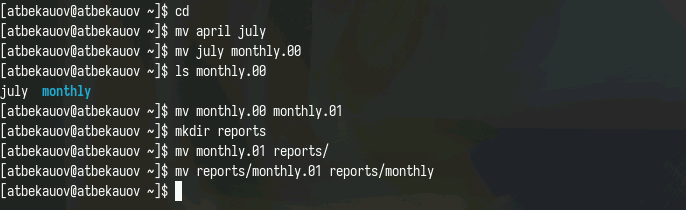 [atbekauov@atbekauov ~]$ cd
[atbekauov@atbekauov ~]$ mv april july
[atbekauov@atbekauov ~]$ mv july monthly.00
[atbekauov@atbekauov ~]$ ls monthly.00
july  monthly
[atbekauov@atbekauov ~]$ mv monthly.00 monthly.01
[atbekauov@atbekauov ~]$ mkdir reports
[atbekauov@atbekauov ~]$ mv monthly.01 reports/
[atbekauov@atbekauov ~]$ mv reports/monthly.01 reports/monthly
[atbekauov@atbekauov ~]$